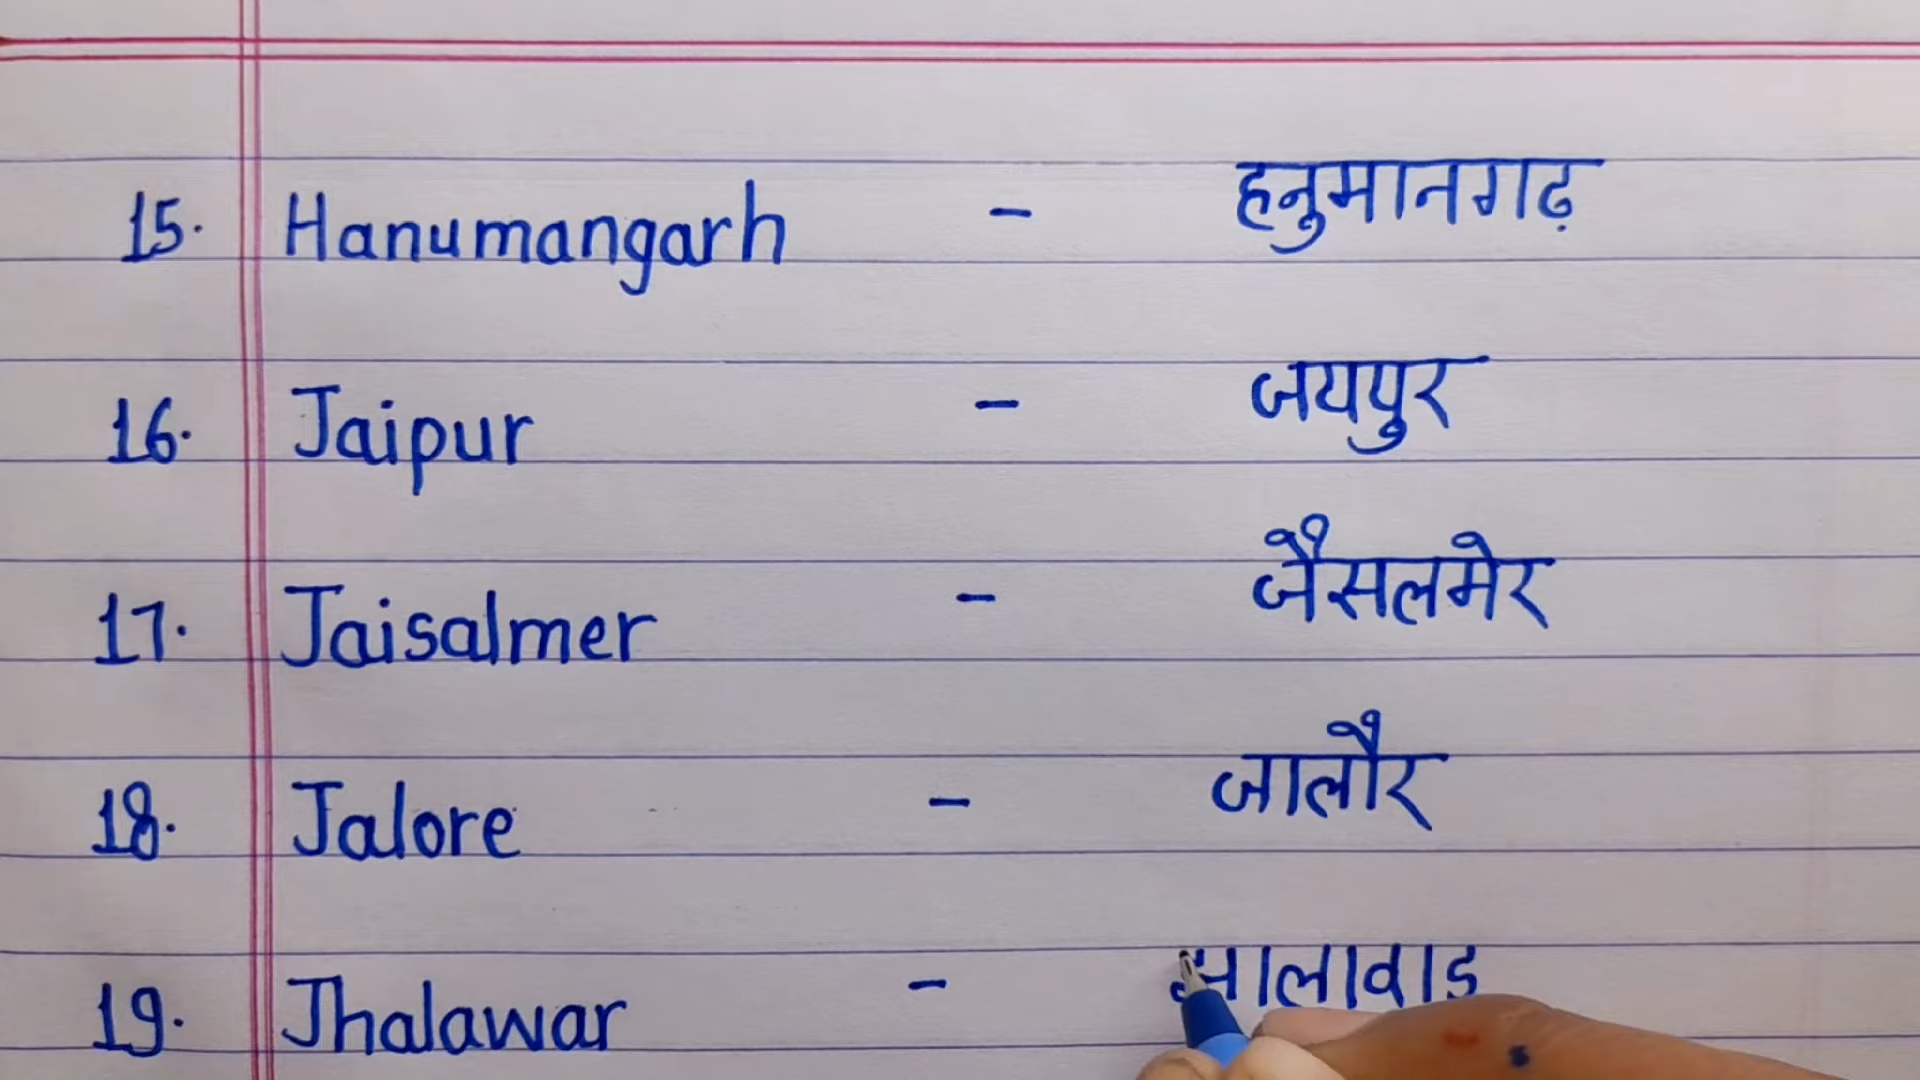 15. Hanumangarh - हनुमानगढ़
16. Jaipur - जयपुर
17. Jaisalmer - जैसलमेर
18. Jalore - जालौर
19. Jhalawar -